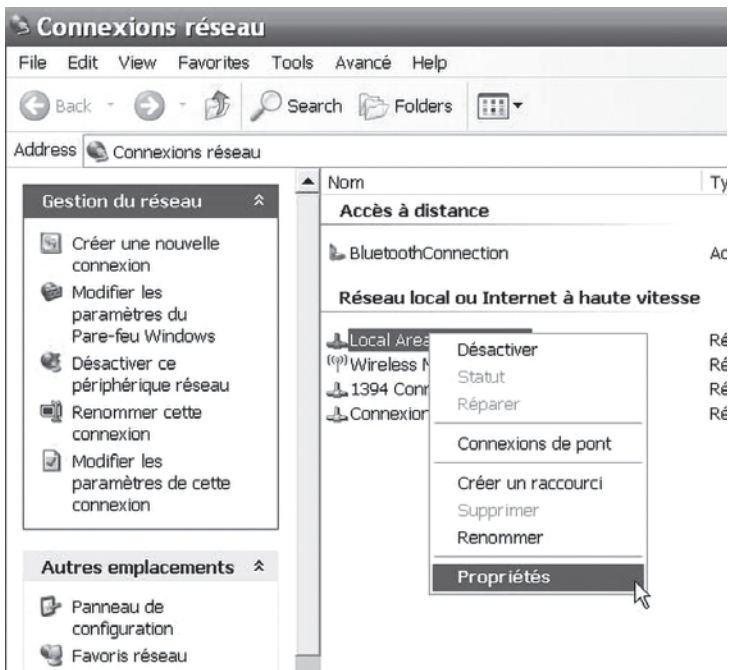 Connexions réseau
File Edit View Favorites Tools Avancé Help
Back Search Folders
Address Connexions réseau
Gestion du réseau
Créer une nouvelle
connexion
Modifier les
paramètres du
Pare-feu Windows
Désactiver ce
périphérique réseau
Renommer cette
connexion
Modifier les
paramètres de cette
connexion
Autres emplacements
Panneau de
configuration
Favoris réseau
Nom
Accès à distance
BluetoothConnection
Réseau local ou Internet à haute vitesse
Local Area
Wireless
1394
Désactiver
Statut
Réparer
Connexions de pont
Créer un raccourci
Supprimer
Renommer
Propriétés